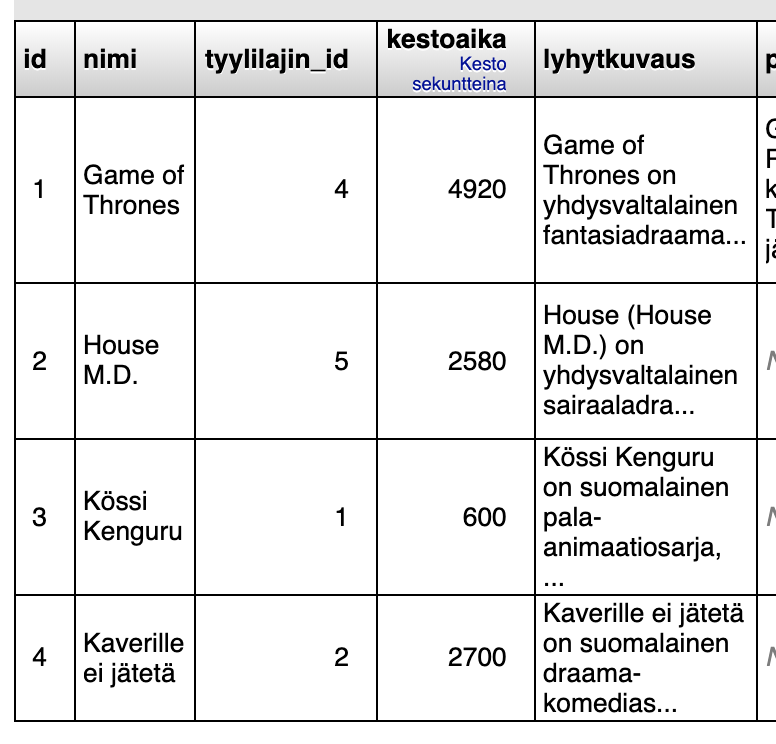 id
nimi
tyylilajin_id
kestoaika
Kesto
sekuntteina
lyhytkuvaus
1
Game of
Thrones
4
4920
Game of
Thrones on
yhdysvaltalainen
fantasiadraama...
2
House
M.D.
5
2580
House (House
M.D.) on
yhdysvaltalainen
sairaaladra...
3
Kössi
Kenguru
1
600
Kössi Kenguru
on suomalainen
pala-
animaatiosarja,
...
4
Kaverille
ei jätetä
2
2700
Kaverille ei jätetä
on suomalainen
draama-
komedias...